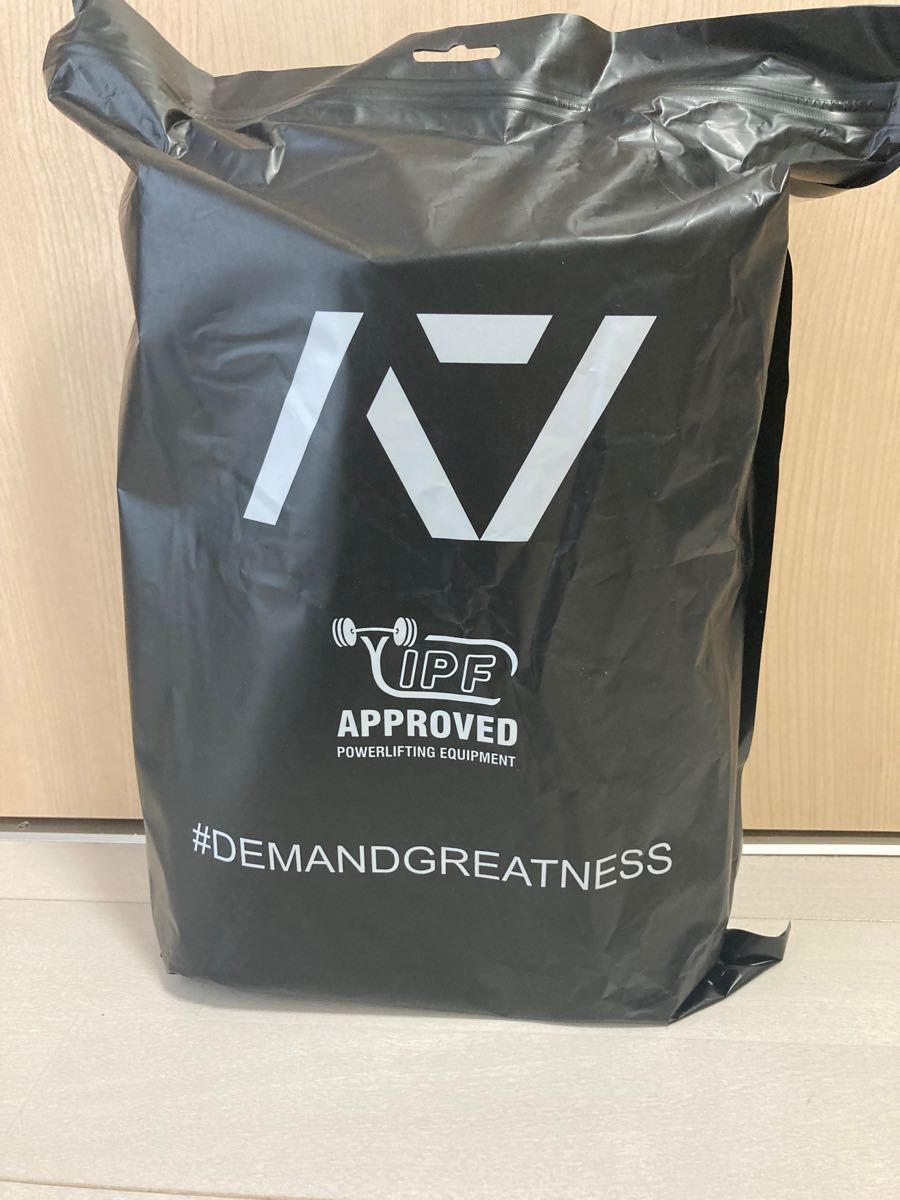 IPF
APPROVED
POWERLIFTING EQUIPMENT
#DEMANDGREATNESS